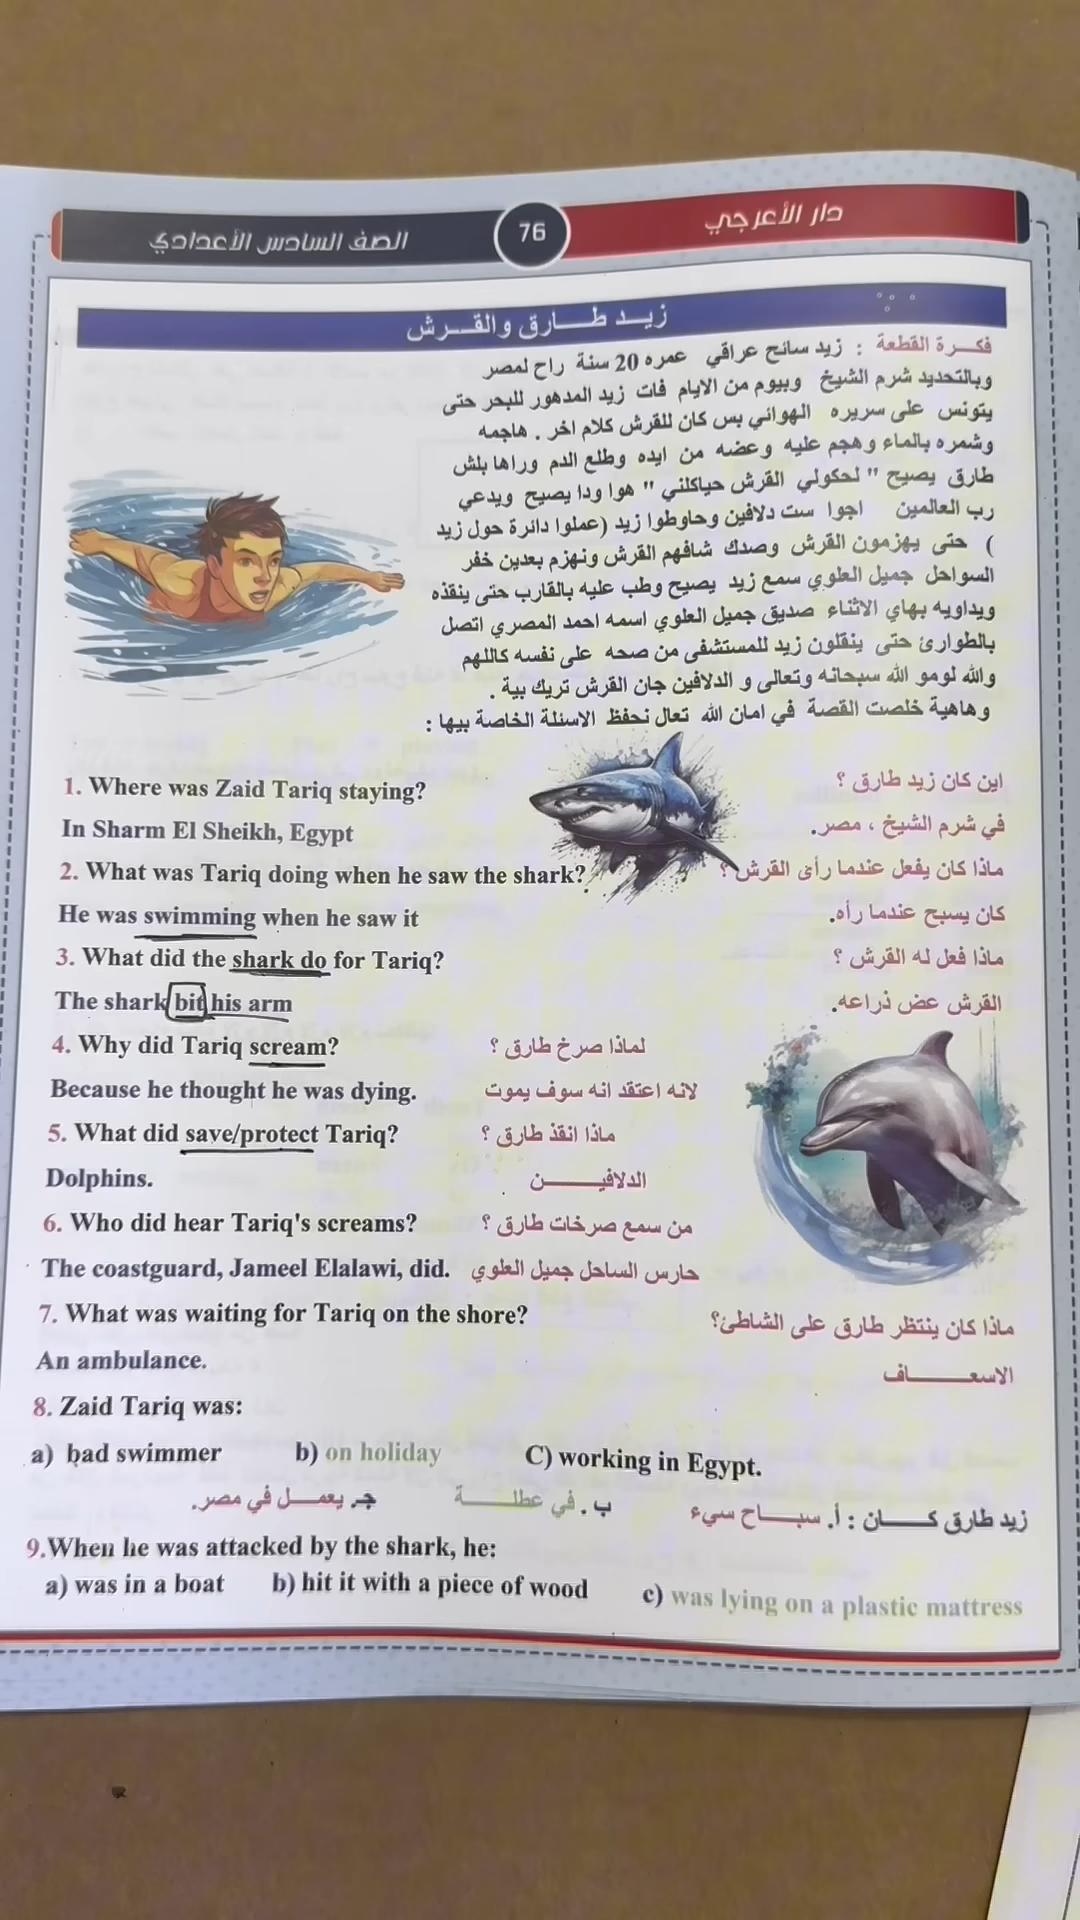 دار الأعرجي
76
الصف السادس الأعدادي
زيـــد طـــارق والقـــرش
فكـــرة القطعة : زيد سائح عراقي عمره 20 سنة راح لمصر
وبالتحديد شرم الشيخ وبيوم من الايام فات زيد المدهور للبحر حتى
يتونس على سريره الهوائي بس كان للقرش كلام اخر . هاجمه
وشمره بالماء وهجم عليه وعضه من ايده وطلع الدم وراها بلش
طارق يصيح " لحكولي القرش حياكلني " هوا ودا يصيح ويدعي
رب العالمين اجوا ست دلافين وحاوطوا زيد (عملوا دائرة حول زيد
) حتى يهزمون القرش وصدك شافهم القرش ونهزم بعدين خفر
السواحل جميل العلوي سمع زيد يصيح وطب عليه بالقارب حتى ينقذه
ويداويه بهاي الاثناء صديق جميل العلوي اسمه احمد المصري اتصل
بالطوارئ حتى ينقلون زيد للمستشفى من صحه على نفسه كاللهم
والله لومو الله سبحانه وتعالى و الدلافين جان القرش تريك بية .
وهاهية خلصت القصة في امان الله تعال نحفظ الاسئلة الخاصة بيها :
1. Where was Zaid Tariq staying? اين كان زيد طارق ؟
In Sharm El Sheikh, Egypt في شرم الشيخ ، مصر.
2. What was Tariq doing when he saw the shark? ماذا كان يفعل عندما رأى القرش ؟
He was swimming when he saw it كان يسبح عندما رأه.
3. What did the shark do for Tariq? ماذا فعل له القرش ؟
The shark bit his arm القرش عض ذراعه.
4. Why did Tariq scream? لماذا صرخ طارق ؟
Because he thought he was dying. لانه اعتقد انه سوف يموت
5. What did save/protect Tariq? ماذا انقذ طارق ؟
Dolphins. الدلافيـــــن
6. Who did hear Tariq's screams? من سمع صرخات طارق ؟
The coastguard, Jameel Elalawi, did. حارس الساحل جميل العلوي
7. What was waiting for Tariq on the shore? ماذا كان ينتظر طارق على الشاطئ؟
An ambulance. الاسعـــــاف
8. Zaid Tariq was:
a) bad swimmer b) on holiday C) working in Egypt.
زيد طارق كـــــان : أ. سبـــاح سيء ب. في عطلـــــة جـ. يعمـــل في مصر.
9.When he was attacked by the shark, he:
a) was in a boat b) hit it with a piece of wood c) was lying on a plastic mattress